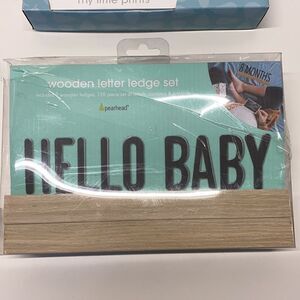 my little prints
wooden letter ledge set
pearhead®
8 MONTHS
HELLO BABY